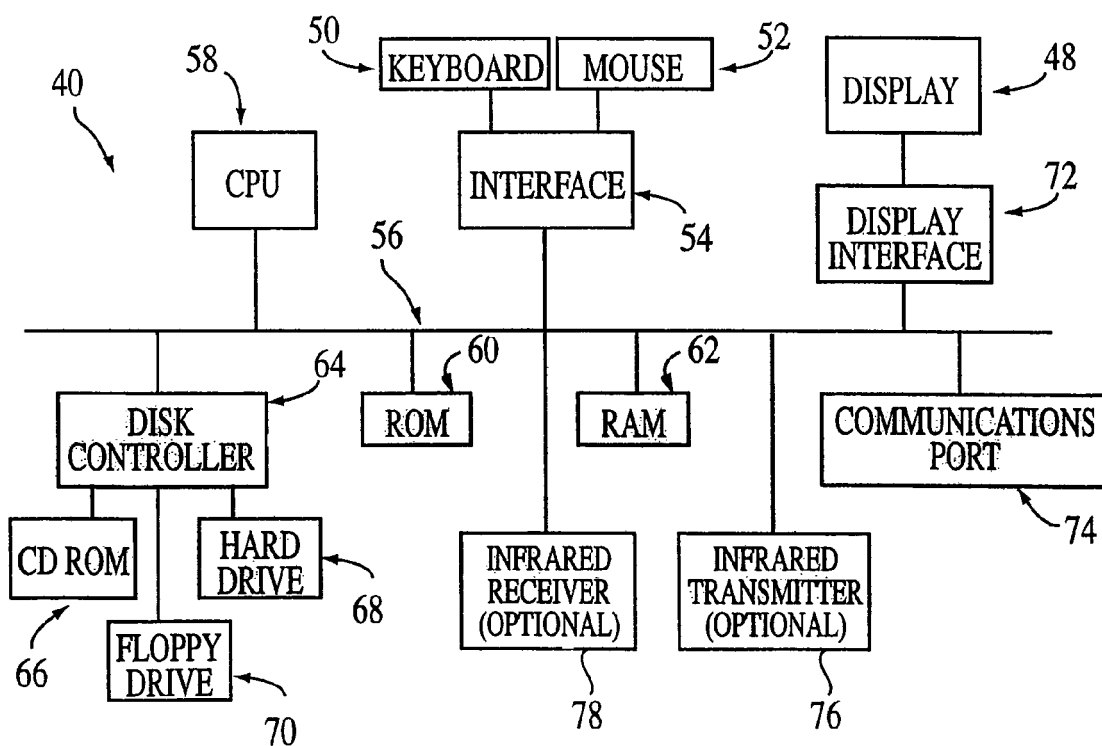 50
52
58
KEYBOARD
MOUSE
48
40
DISPLAY
CPU
INTERFACE
72
54
DISPLAY
INTERFACE
56
64
60
62
DISK
CONTROLLER
ROM
RAM
COMMUNICATIONS
PORT
74
CD ROM
HARD
DRIVE
68
INFRARED
RECEIVER
(OPTIONAL)
INFRARED
TRANSMITTER
(OPTIONAL)
66
FLOPPY
DRIVE
70
78
76